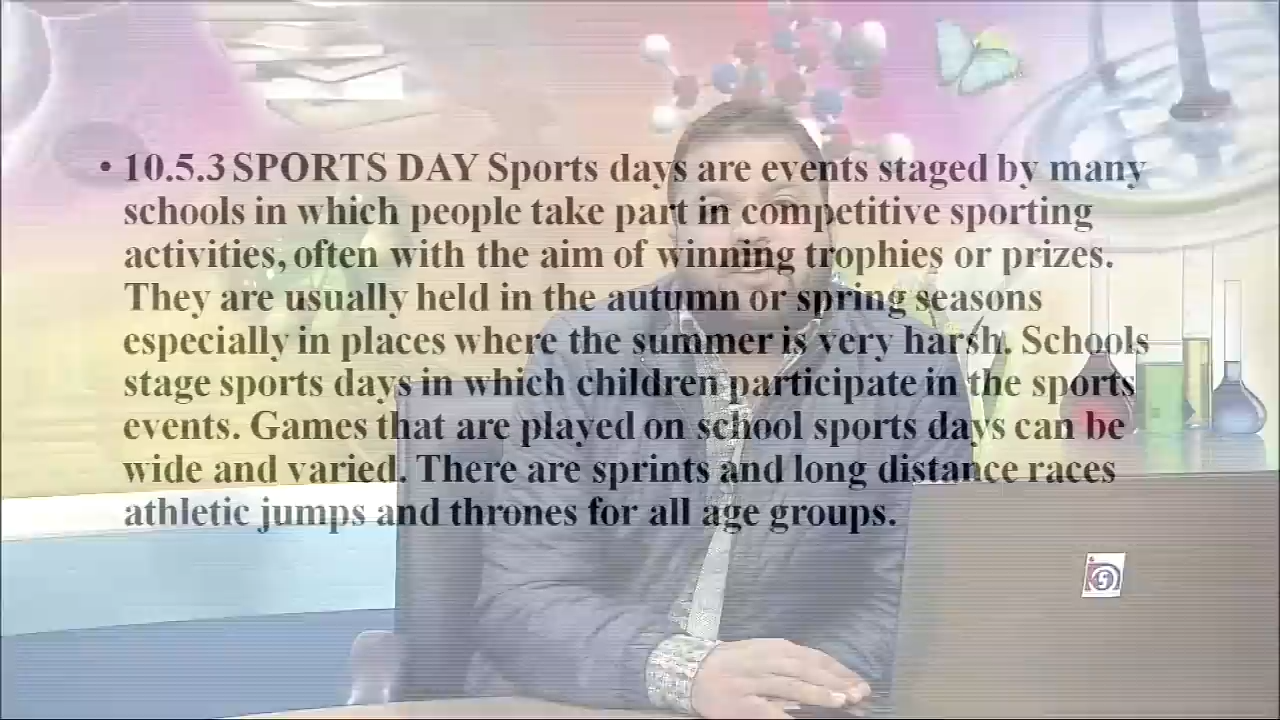 • 10.5.3 SPORTS DAY Sports days are events staged by many
schools in which people take part in competitive sporting
activities, often with the aim of winning trophies or prizes.
They are usually held in the autumn or spring seasons
especially in places where the summer is very harsh. Schools
stage sports days in which children participate in the sports
events. Games that are played on school sports days can be
wide and varied. There are sprints and long distance races
athletic jumps and thrones for all age groups.